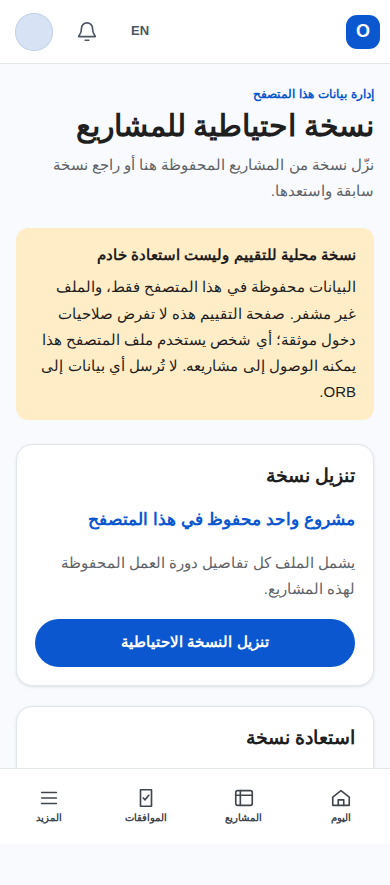 O
EN
إدارة بيانات هذا المتصفح
نسخة احتياطية للمشاريع
نزّل نسخة من المشاريع المحفوظة هنا أو راجع نسخة
سابقة واستعدها.
نسخة محلية للتقييم وليست استعادة خادم
البيانات محفوظة في هذا المتصفح فقط، والملف
غير مشفر. صفحة التقييم هذه لا تفرض صلاحيات
دخول موثقة؛ أي شخص يستخدم ملف المتصفح هذا
يمكنه الوصول إلى مشاريعه. لا تُرسل أي بيانات إلى
ORB.
تنزيل نسخة
مشروع واحد محفوظ في هذا المتصفح
يشمل الملف كل تفاصيل دورة العمل المحفوظة
لهذه المشاريع.
تنزيل النسخة الاحتياطية
استعادة نسخة
اليوم
المشاريع
الموافقات
المزيد